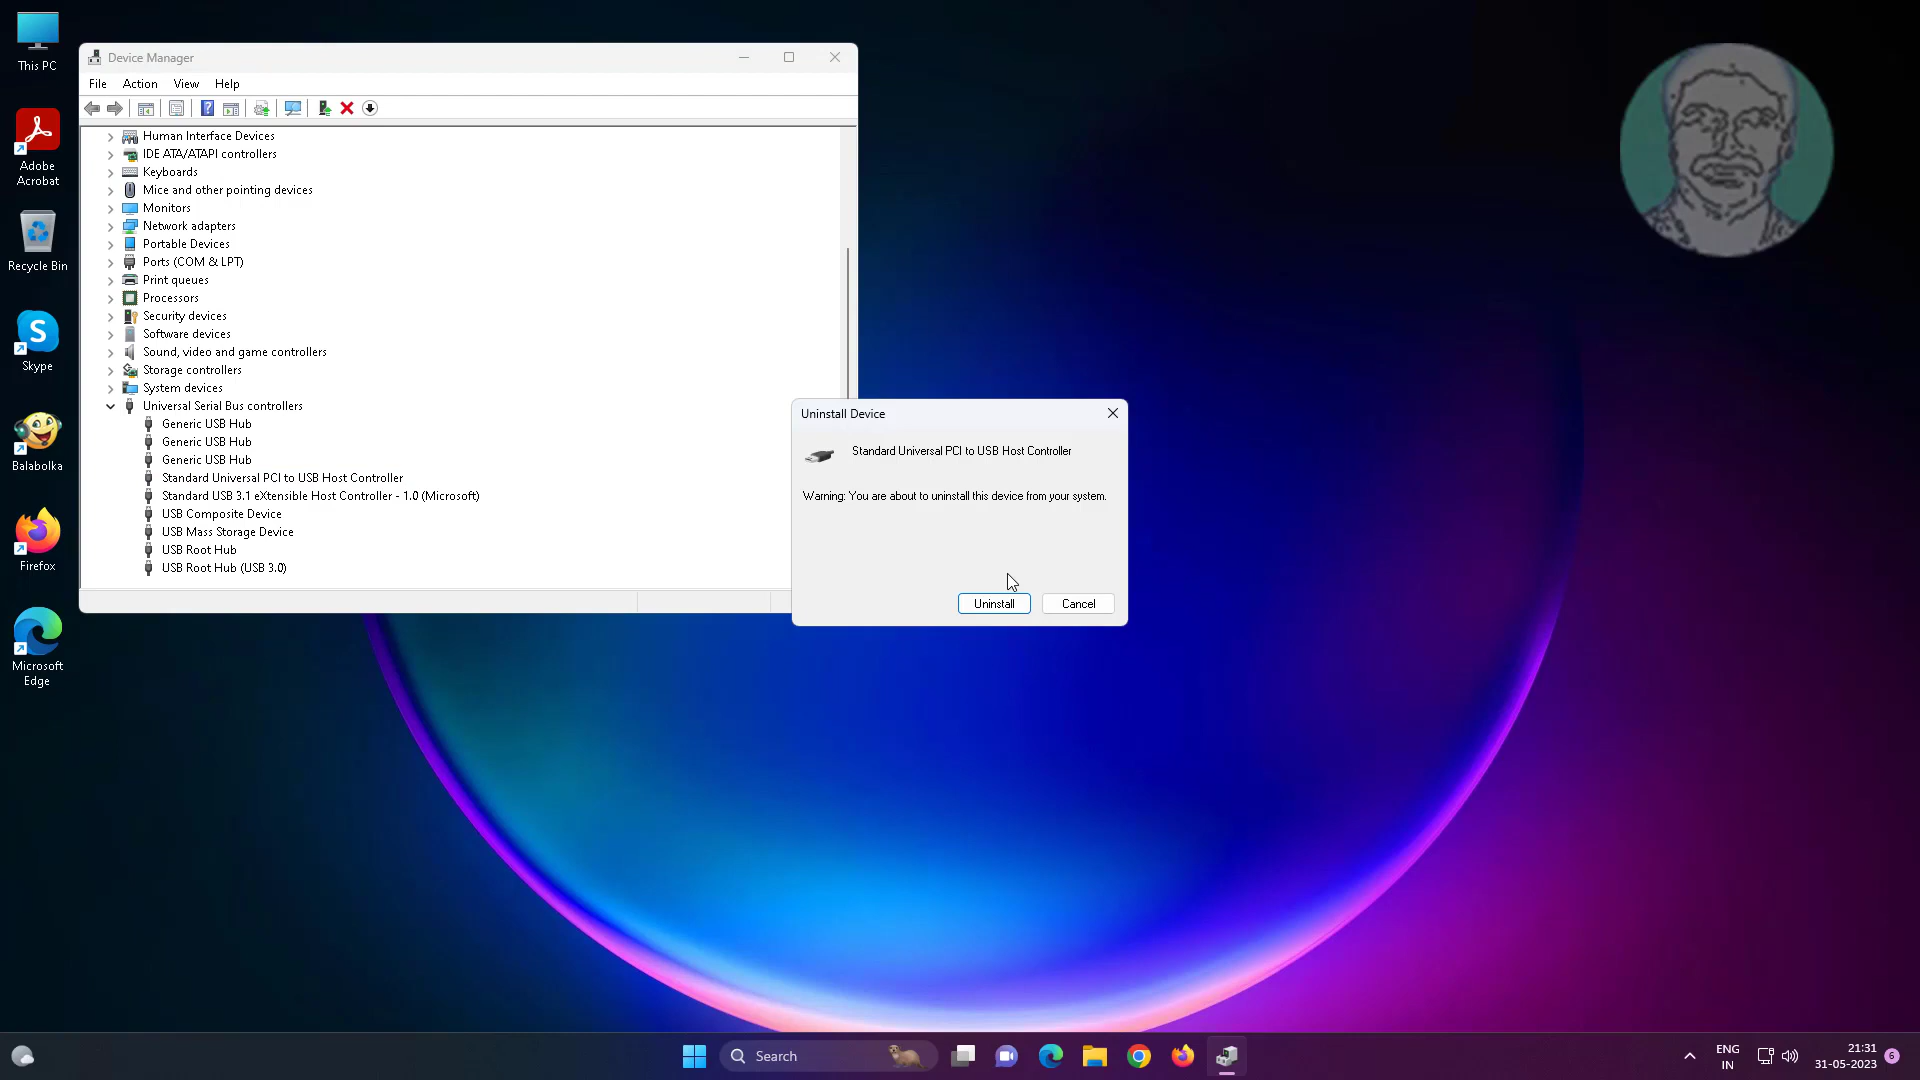 This PC
Adobe
Acrobat
Recycle Bin
Skype
Balabolka
Firefox
Microsoft
Edge
Device Manager
File Action View Help
Human Interface Devices
IDE ATA/ATAPI controllers
Keyboards
Mice and other pointing devices
Monitors
Network adapters
Portable Devices
Ports (COM & LPT)
Print queues
Processors
Security devices
Software devices
Sound, video and game controllers
Storage controllers
System devices
Universal Serial Bus controllers
Generic USB Hub
Generic USB Hub
Generic USB Hub
Standard Universal PCI to USB Host Controller
Standard USB 3.1 eXtensible Host Controller - 1.0 (Microsoft)
USB Composite Device
USB Mass Storage Device
USB Root Hub
USB Root Hub (USB 3.0)
Uninstall Device
Standard Universal PCI to USB Host Controller
Warning: You are about to uninstall this device from your system.
Uninstall Cancel
Search
ENG
IN
21:31
31-05-2023
6